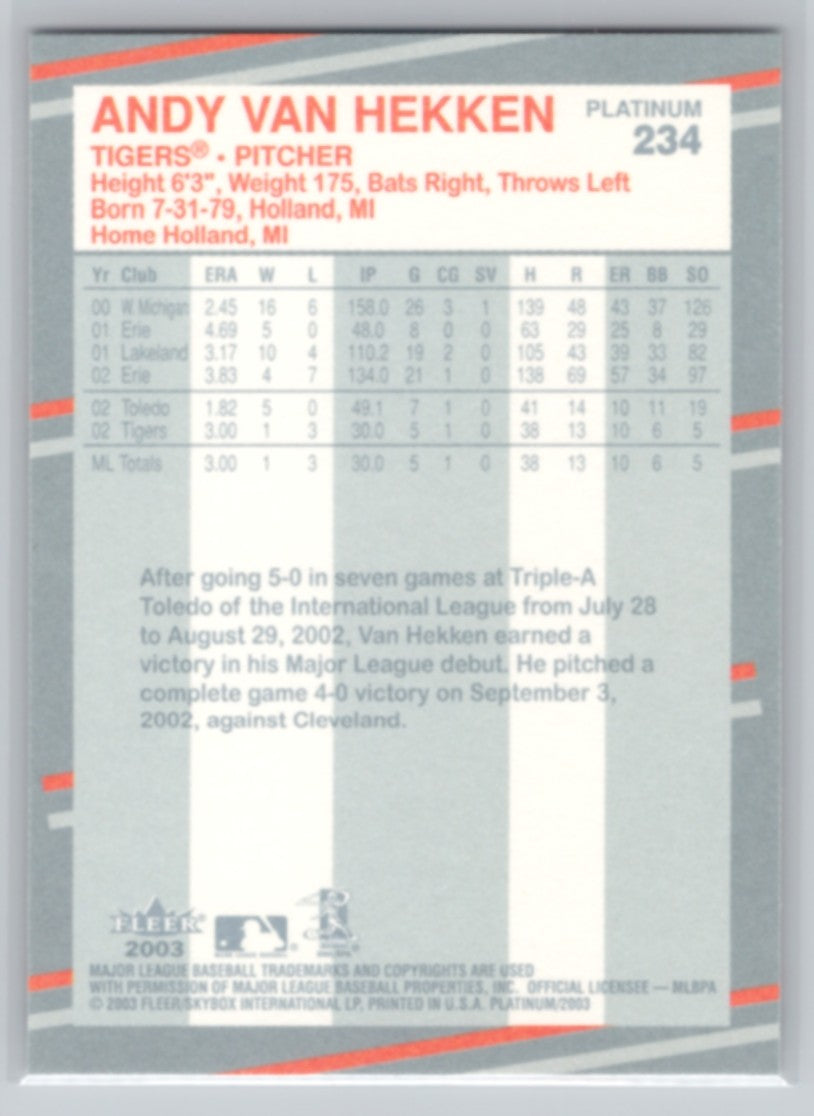 ANDY VAN HEKKEN
PLATINUM
234
TIGERS® • PITCHER
Height 6'3", Weight 175, Bats Right, Throws Left
Born 7-31-79, Holland, MI
Home Holland, MI
Yr Club ERA W L IP G CG SV H R ER BB SO
00 W. Michigan 2.45 16 6 158.0 26 3 1 139 48 43 37 126
01 Erie 4.69 5 0 48.0 8 0 0 63 29 25 8 29
01 Lakeland 3.17 10 4 110.2 19 2 0 105 43 39 33 82
02 Erie 3.83 4 7 134.0 21 1 0 138 69 57 34 97
02 Toledo 1.82 5 0 49.1 7 1 0 41 14 10 11 19
02 Tigers 3.00 1 3 30.0 5 1 0 38 13 10 6 5
ML Totals 3.00 1 3 30.0 5 1 0 38 13 10 6 5
After going 5-0 in seven games at Triple-A
Toledo of the International League from July 28
to August 29, 2002, Van Hekken earned a
victory in his Major League debut. He pitched a
complete game 4-0 victory on September 3,
2002, against Cleveland.
FLEER
2003
MAJOR LEAGUE BASEBALL TRADEMARKS AND COPYRIGHTS ARE USED
WITH PERMISSION OF MAJOR LEAGUE BASEBALL PROPERTIES, INC. OFFICIAL LICENSEE — MLBPA
© 2003 FLEER/SKYBOX INTERNATIONAL LP. PRINTED IN U.S.A. PLATINUM/2003